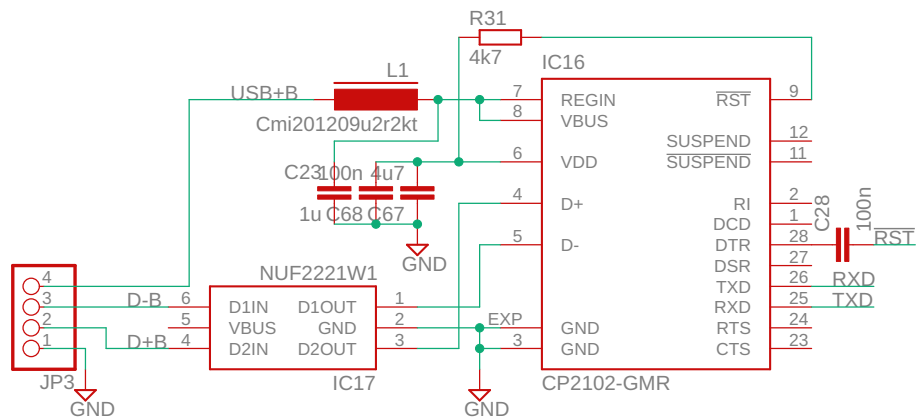 R31
4k7
IC16
L1
USB+B
Cmi201209u2r2kt
7
REGIN
RST
9
8
VBUS
SUSPEND
12
6
VDD
SUSPEND
11
C23
100n
4u7
1u
C68
C67
4
D+
RI
2
DCD
1
C28
100n
5
D-
DTR
28
RST
GND
DSR
27
NUF2221W1
TXD
26
RXD
4
3
D-B
6
D1IN
D1OUT
1
RXD
25
TXD
2
5
VBUS
GND
2
EXP
GND
RTS
24
1
D+B
4
D2IN
D2OUT
3
3
GND
CTS
23
JP3
IC17
CP2102-GMR
GND
GND